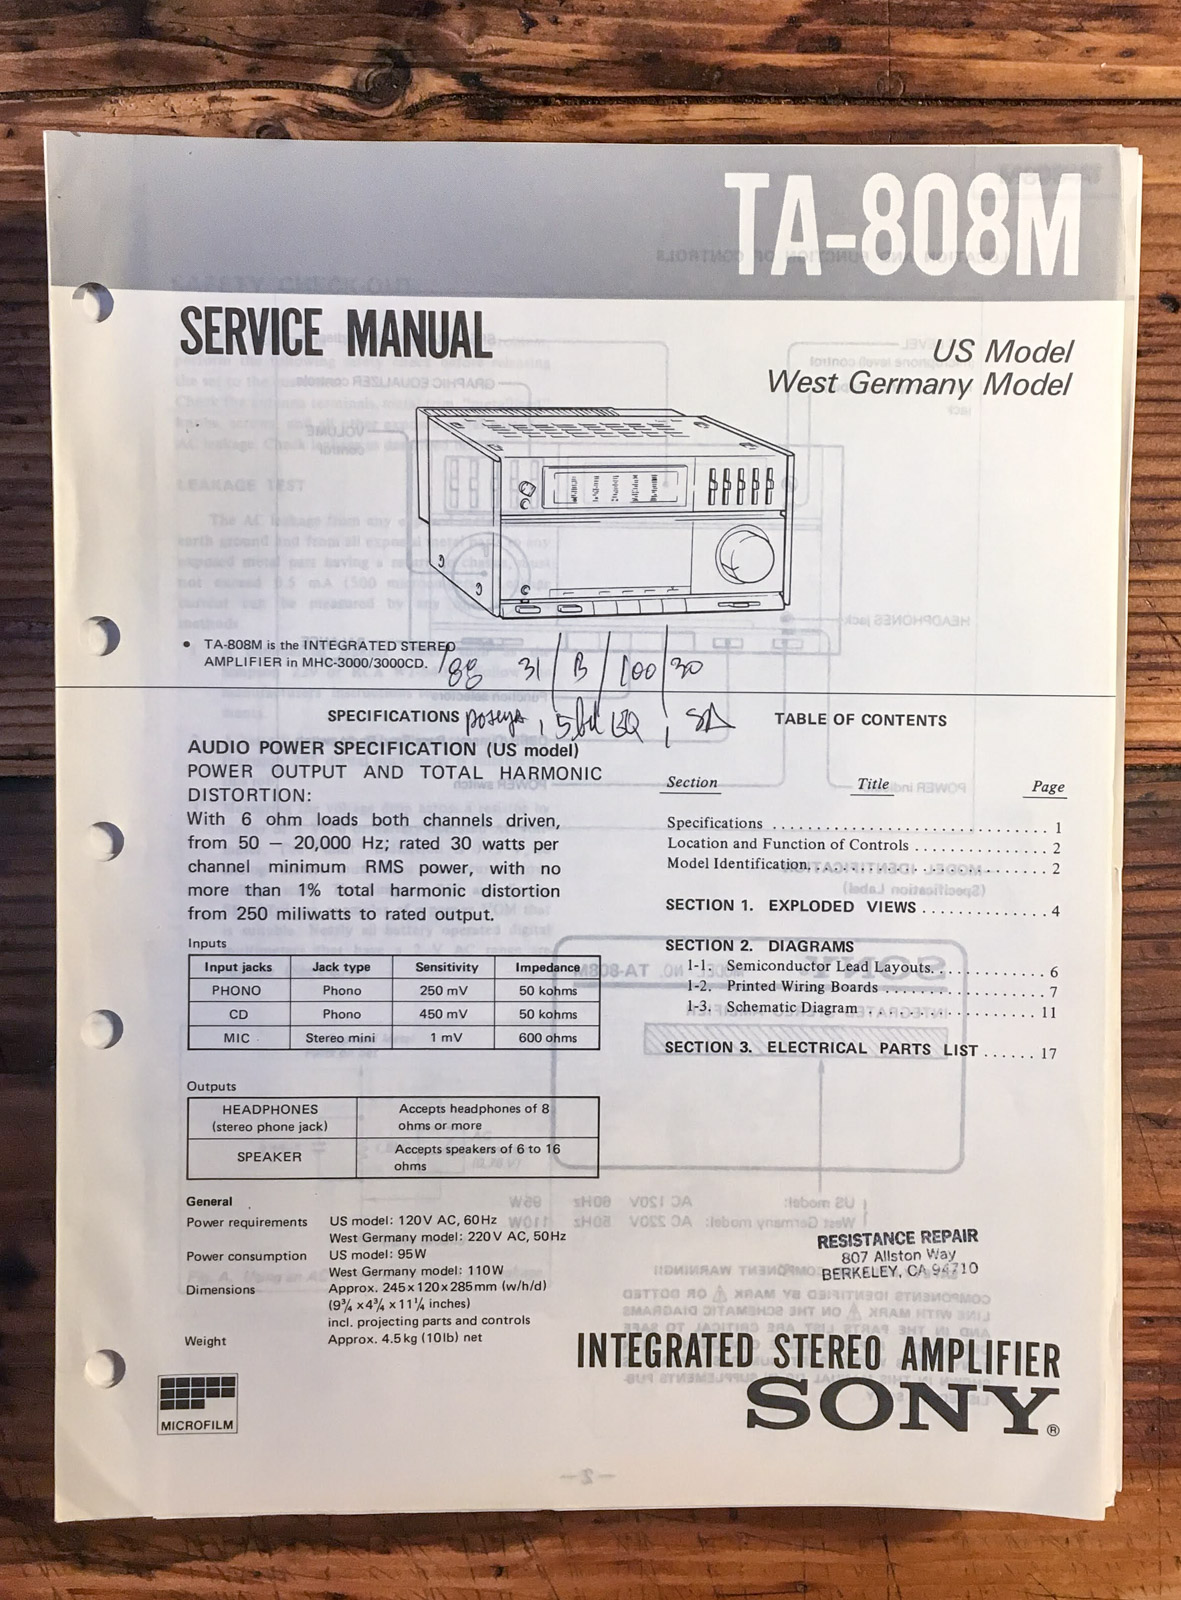 TA-808M
SERVICE MANUAL
US Model
West Germany Model
• TA-808M is the INTEGRATED STEREO
AMPLIFIER in MHC-3000/3000CD.
/88 31 / B / 100 / 30
SPECIFICATIONS
AUDIO POWER SPECIFICATION (US model)
POWER OUTPUT AND TOTAL HARMONIC
DISTORTION:
With 6 ohm loads both channels driven,
from 50 – 20,000 Hz; rated 30 watts per
channel minimum RMS power, with no
more than 1% total harmonic distortion
from 250 miliwatts to rated output.
Inputs
Input jacks Jack type Sensitivity Impedance
PHONO Phono 250 mV 50 kohms
CD Phono 450 mV 50 kohms
MIC Stereo mini 1 mV 600 ohms
Outputs
HEADPHONES
(stereo phone jack)
Accepts headphones of 8
ohms or more
SPEAKER
Accepts speakers of 6 to 16
ohms
General
Power requirements US model: 120V AC, 60Hz
West Germany model: 220V AC, 50Hz
Power consumption US model: 95W
West Germany model: 110W
Dimensions Approx. 245x120x285mm (w/h/d)
(9¾ x4¾ x11¼ inches)
incl. projecting parts and controls
Weight Approx. 4.5kg (10lb) net
MICROFILM
TABLE OF CONTENTS
Section Title Page
Specifications ............................. 1
Location and Function of Controls .............. 2
Model Identification............................ 2
SECTION 1. EXPLODED VIEWS ............. 4
SECTION 2. DIAGRAMS
1-1. Semiconductor Lead Layouts............. 6
1-2. Printed Wiring Boards .................. 7
1-3. Schematic Diagram .................... 11
SECTION 3. ELECTRICAL PARTS LIST ...... 17
RESISTANCE REPAIR
807 Allston Way
BERKELEY, CA 94710
INTEGRATED STEREO AMPLIFIER
SONY®